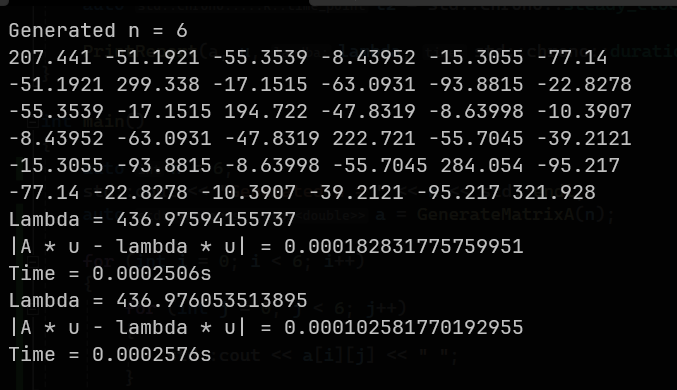 Generated n = 6
207.441 -51.1921 -55.3539 -8.43952 -15.3055 -77.14
-51.1921 299.338 -17.1515 -63.0931 -93.8815 -22.8278
-55.3539 -17.1515 194.722 -47.8319 -8.63998 -10.3907
-8.43952 -63.0931 -47.8319 222.721 -55.7045 -39.2121
-15.3055 -93.8815 -8.63998 -55.7045 284.054 -95.217
-77.14 -22.8278 -10.3907 -39.2121 -95.217 321.928
Lambda = 436.97594155737
|A * u - lambda * u| = 0.000182831775759951
Time = 0.0002506s
Lambda = 436.976053513895
|A * u - lambda * u| = 0.000102581770192955
Time = 0.0002576s
a = GenerateMatrixA(n);
i < 6; i++)
cout << a[i][j] << " ";